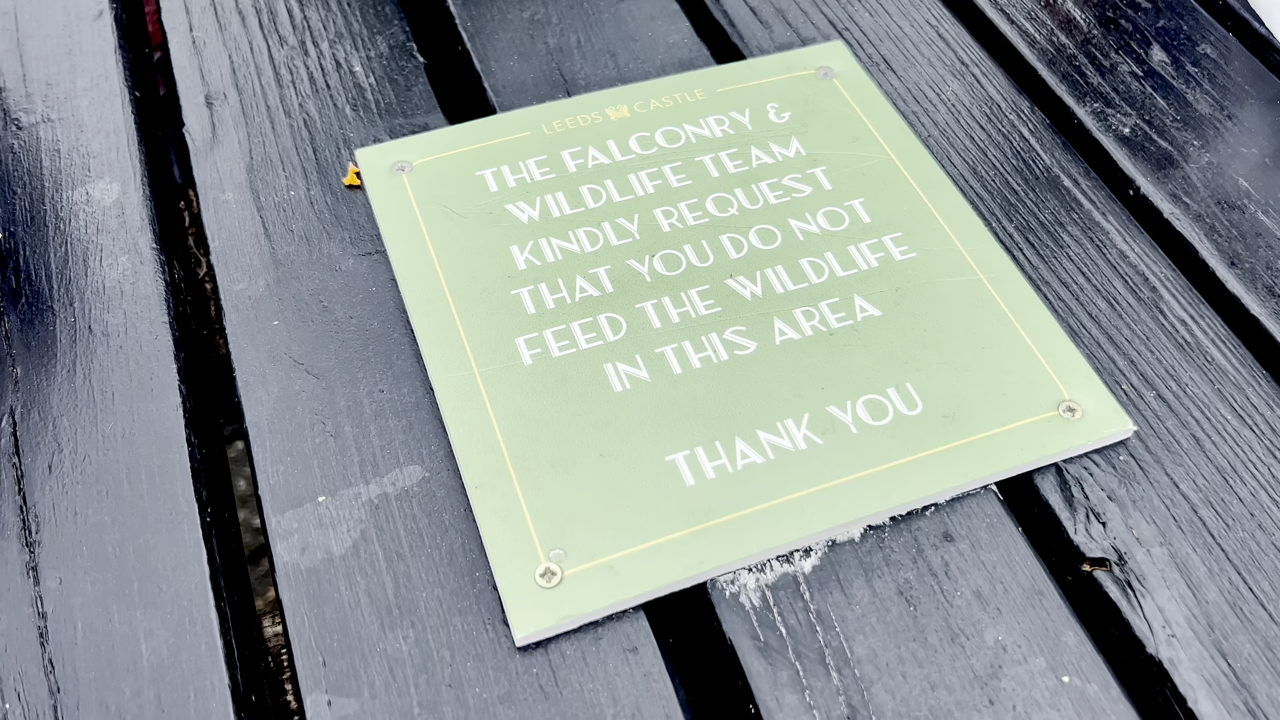 LEEDS CASTLE
THE FALCONRY &
WILDLIFE TEAM
KINDLY REQUEST
THAT YOU DO NOT
FEED THE WILDLIFE
IN THIS AREA
THANK YOU